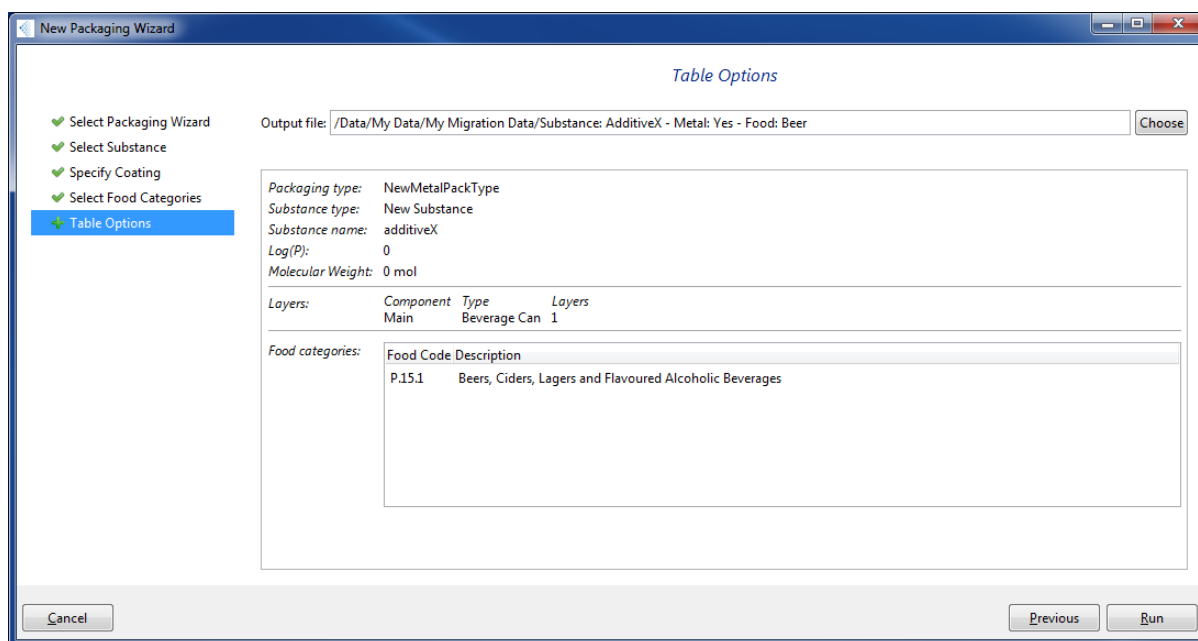 New Packaging Wizard
Table Options
Select Packaging Wizard
Select Substance
Specify Coating
Select Food Categories
Table Options
Output file: /Data/My Data/My Migration Data/Substance: AdditiveX - Metal: Yes - Food: Beer Choose
Packaging type: NewMetalPackType
Substance type: New Substance
Substance name: additiveX
Log(P): 0
Molecular Weight: 0 mol
Layers: Component Type Layers
Main Beverage Can 1
Food categories:
Food Code Description
P.15.1 Beers, Ciders, Lagers and Flavoured Alcoholic Beverages
Cancel Previous Run